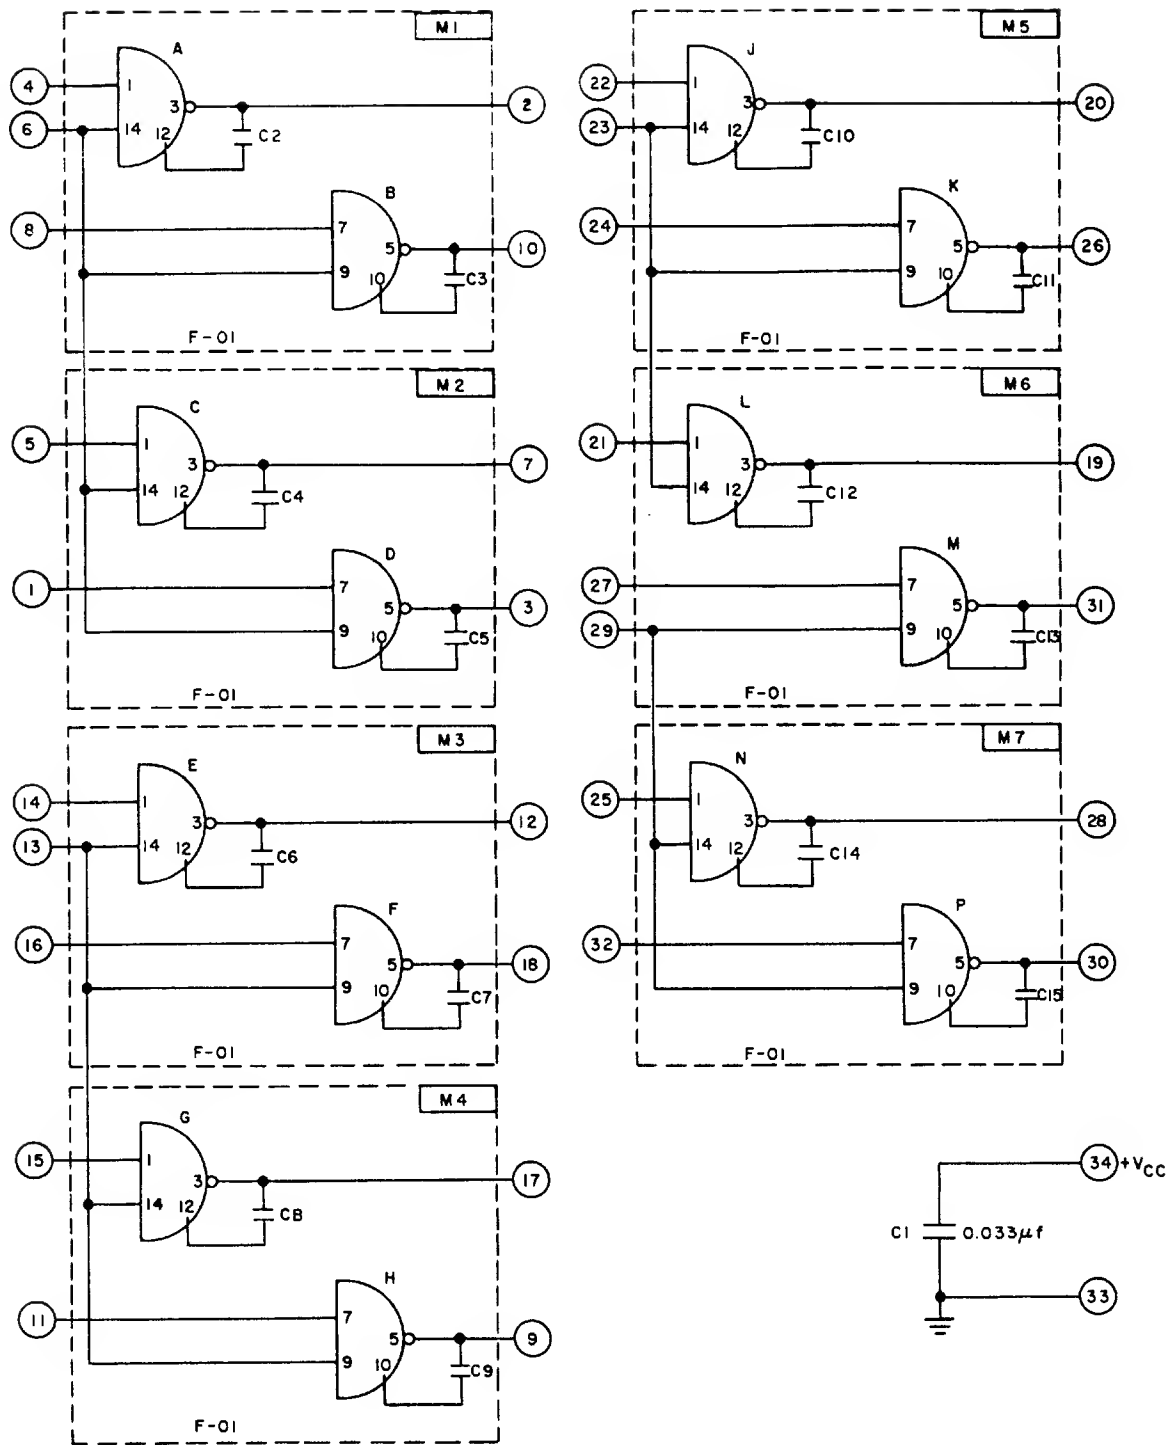 M1
A
4
1
3
2
6
14
12
C2
B
8
7
5
10
9
10
C3
F-01
M2
C
5
1
3
7
14
12
C4
D
1
7
5
3
9
10
C5
F-01
M3
E
14
1
3
12
13
14
12
C6
F
16
7
5
18
9
10
C7
F-01
M4
G
15
1
3
17
14
12
C8
H
11
7
5
9
9
10
C9
F-01
M5
J
22
1
3
20
23
14
12
C10
K
24
7
5
26
9
10
C11
F-01
M6
L
21
1
3
19
14
12
C12
M
27
7
5
31
29
9
10
C13
F-01
M7
N
25
1
3
28
14
12
C14
P
32
7
5
30
9
10
C15
F-01
34 +VCC
C1 0.033µf
33